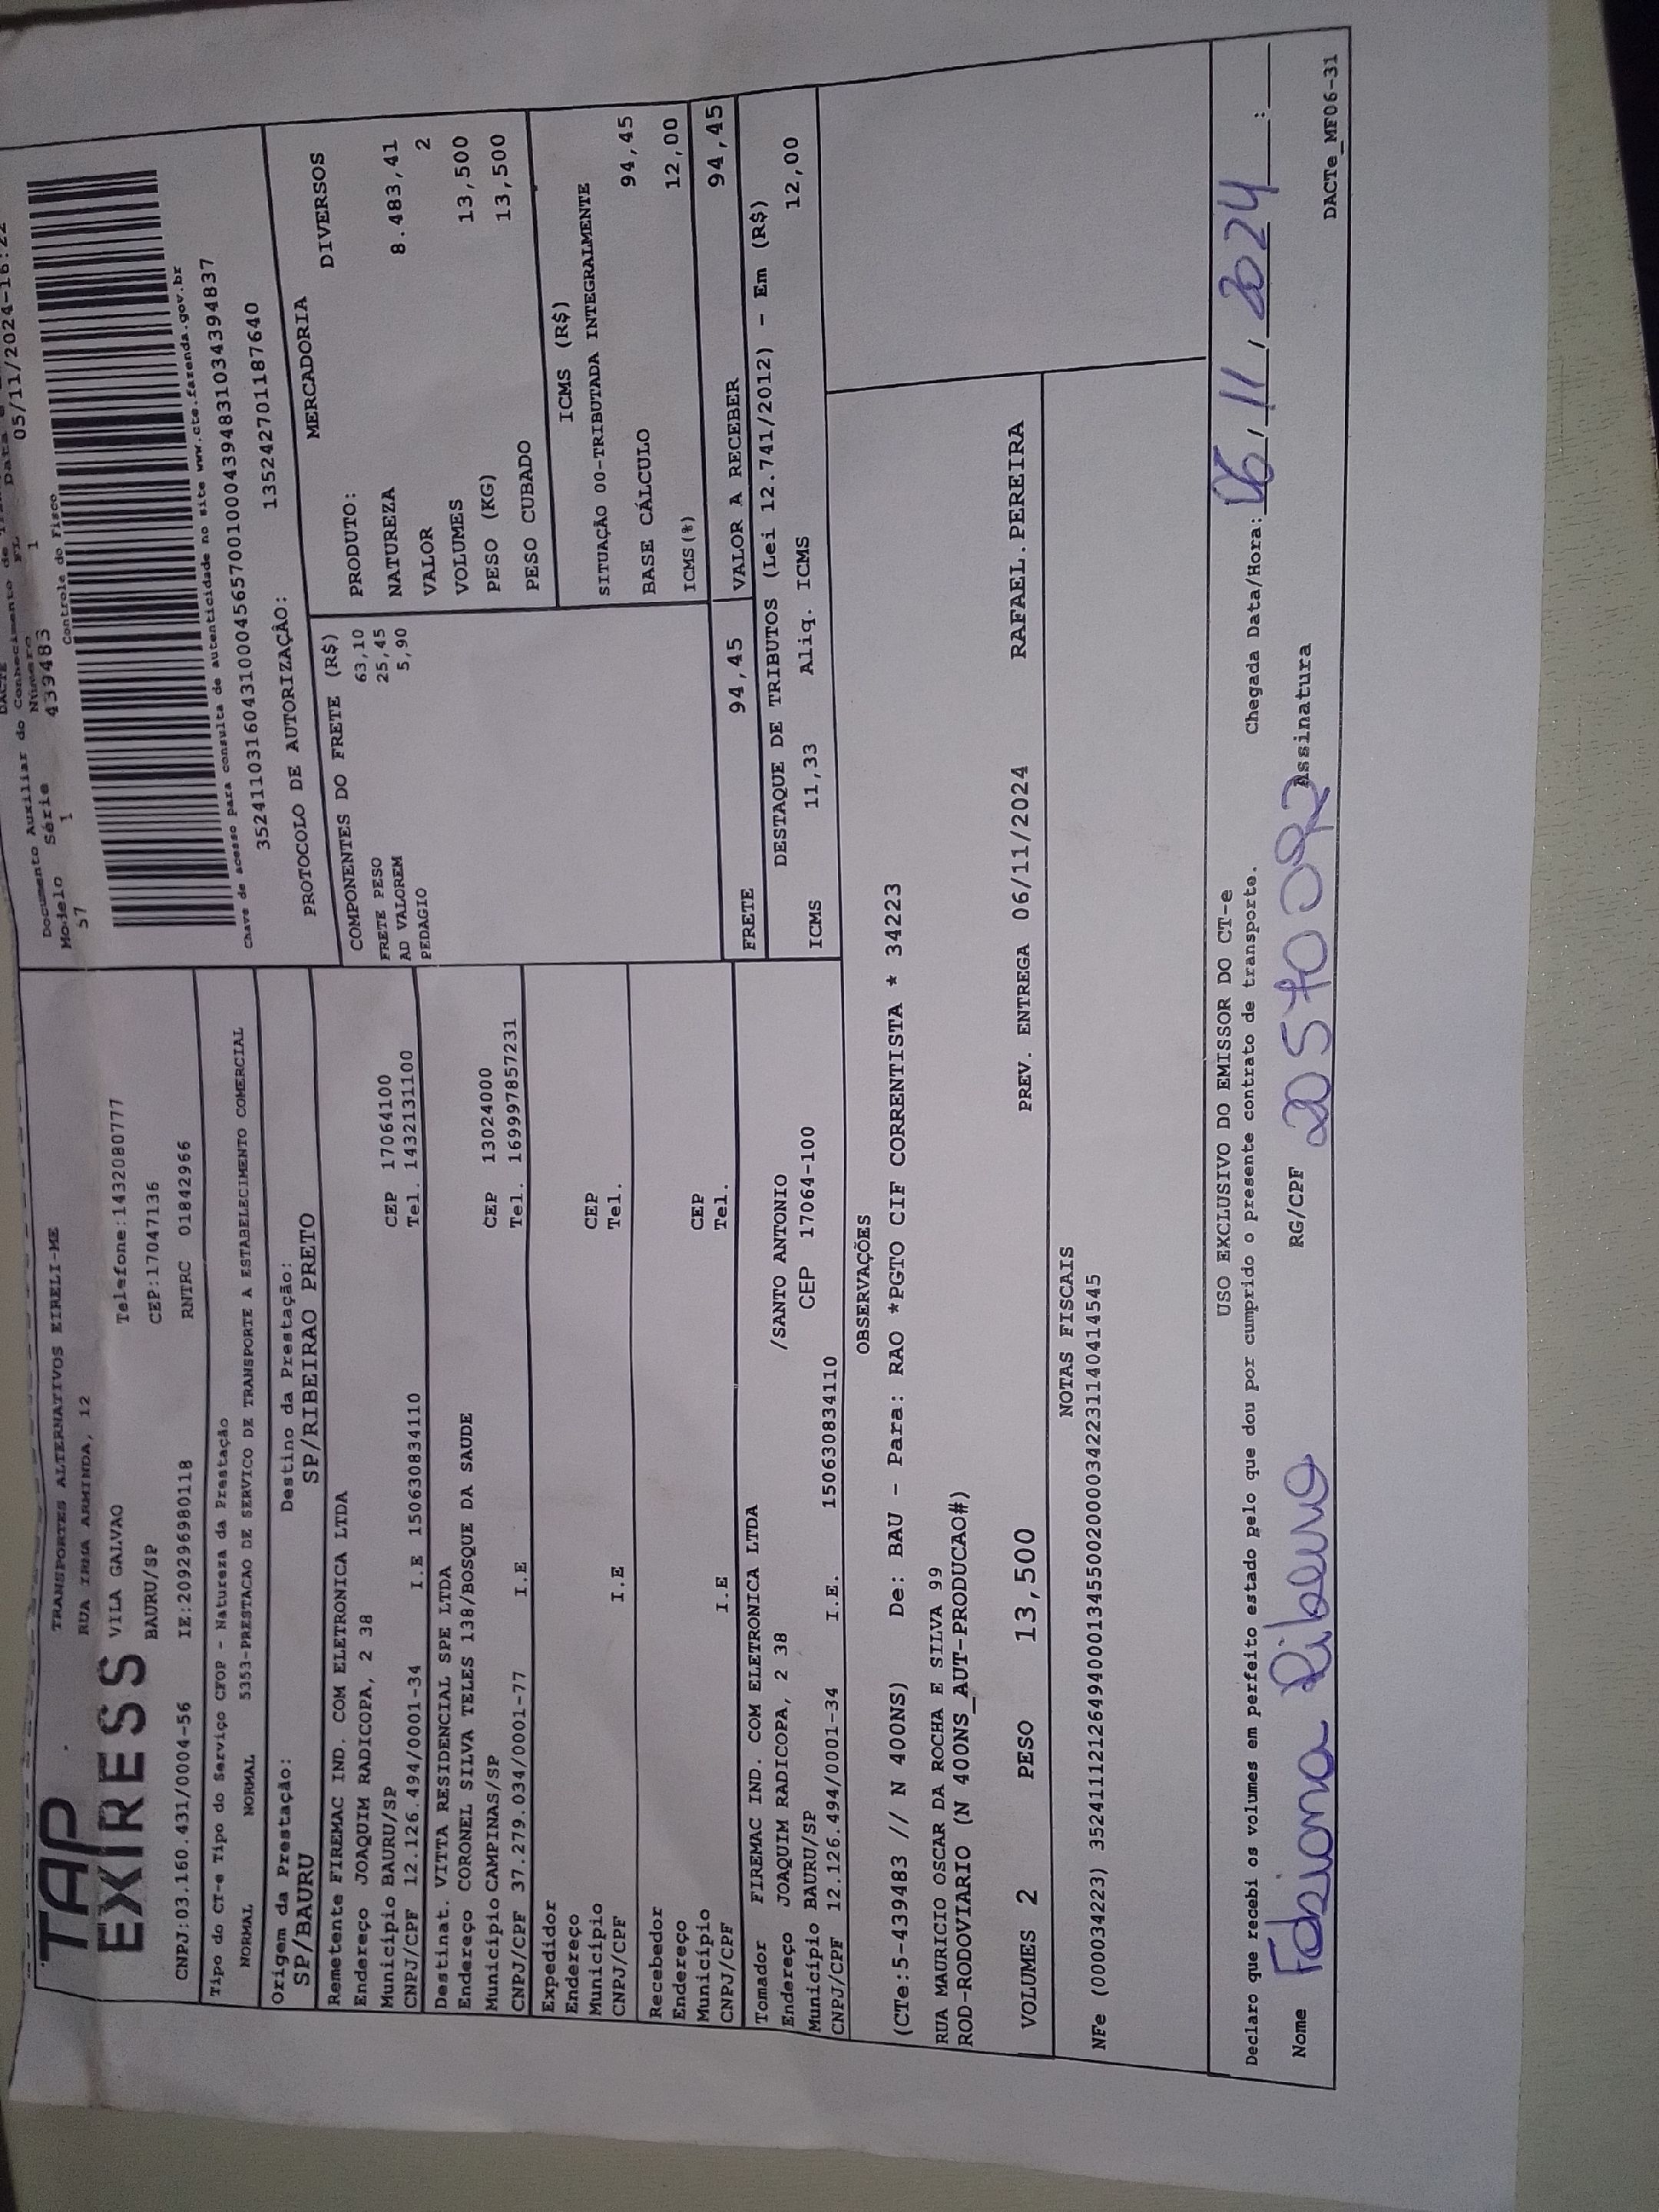 TAP
EXPRESS
TRANSPORTES ALTERNATIVOS EIRELI-ME
RUA IRMA ARMINDA, 12
VILA GALVAO Telefone:1432080777
BAURU/SP CEP:17047136
CNPJ:03.160.431/0004-56 IE:209296980118 RNTRC 01842966
DACTE
Documento Auxiliar do Conhecimento de
Modelo Série Número FL Data
57 1 439483 1 05/11/2024-16:22
Controle do Fisco
Chave de acesso para consulta de autenticidade no site www.cte.fazenda.gov.br
35241103160431000456570010004394831034394837
PROTOCOLO DE AUTORIZAÇÃO: 135242701187640
Tipo do CT-e Tipo do Serviço CFOP - Natureza da Prestação
NORMAL NORMAL 5353-PRESTACAO DE SERVICO DE TRANSPORTE A ESTABELECIMENTO COMERCIAL
Origem da Prestação: Destino da Prestação:
SP/BAURU SP/RIBEIRAO PRETO
Remetente FIREMAC IND. COM ELETRONICA LTDA
Endereço JOAQUIM RADICOPA, 2 38
Município BAURU/SP CEP 17064100
CNPJ/CPF 12.126.494/0001-34 I.E 150630834110 Tel. 1432131100
Destinat. VITTA RESIDENCIAL SPE LTDA
Endereço CORONEL SILVA TELES 138/BOSQUE DA SAUDE
Município CAMPINAS/SP CEP 13024000
CNPJ/CPF 37.279.034/0001-77 I.E Tel. 16999785 7231
Expedidor
Endereço
Município CEP
CNPJ/CPF I.E Tel.
Recebedor
Endereço
Município CEP
CNPJ/CPF I.E Tel.
Tomador FIREMAC IND. COM ELETRONICA LTDA
Endereço JOAQUIM RADICOPA, 2 38 /SANTO ANTONIO
Município BAURU/SP CEP 17064-100
CNPJ/CPF 12.126.494/0001-34 I.E. 150630834110
COMPONENTES DO FRETE (R$)
FRETE PESO 63,10
AD VALOREM 25,45
PEDAGIO 5,90
MERCADORIA
PRODUTO: DIVERSOS
NATUREZA
VALOR 8.483,41
VOLUMES 2
PESO (KG) 13,500
PESO CUBADO 13,500
ICMS (R$)
SITUAÇÃO 00-TRIBUTADA INTEGRALMENTE
BASE CÁLCULO 94,45
ICMS(%) 12,00
FRETE 94,45 VALOR A RECEBER 94,45
DESTAQUE DE TRIBUTOS (Lei 12.741/2012) - Em (R$)
ICMS 11,33 Aliq. ICMS 12,00
OBSERVAÇÕES
(CTe:5-439483 // N 400NS) De: BAU - Para: RAO *PGTO CIF CORRENTISTA * 34223
RUA MAURICIO OSCAR DA ROCHA E SILVA 99
ROD-RODOVIARIO (N 400NS_AUT-PRODUCAO#)
VOLUMES 2 PESO 13,500 PREV. ENTREGA 06/11/2024 RAFAEL.PEREIRA
NOTAS FISCAIS
NFe (000034223) 35241112126494000134550020000342231140414545
USO EXCLUSIVO DO EMISSOR DO CT-e
Declaro que recebi os volumes em perfeito estado pelo que dou por cumprido o presente contrato de transporte. Chegada Data/Hora: 06/11/2024 :
Nome Fabiana Ribeiro RG/CPF Assinatura
DACTe_MF06-31